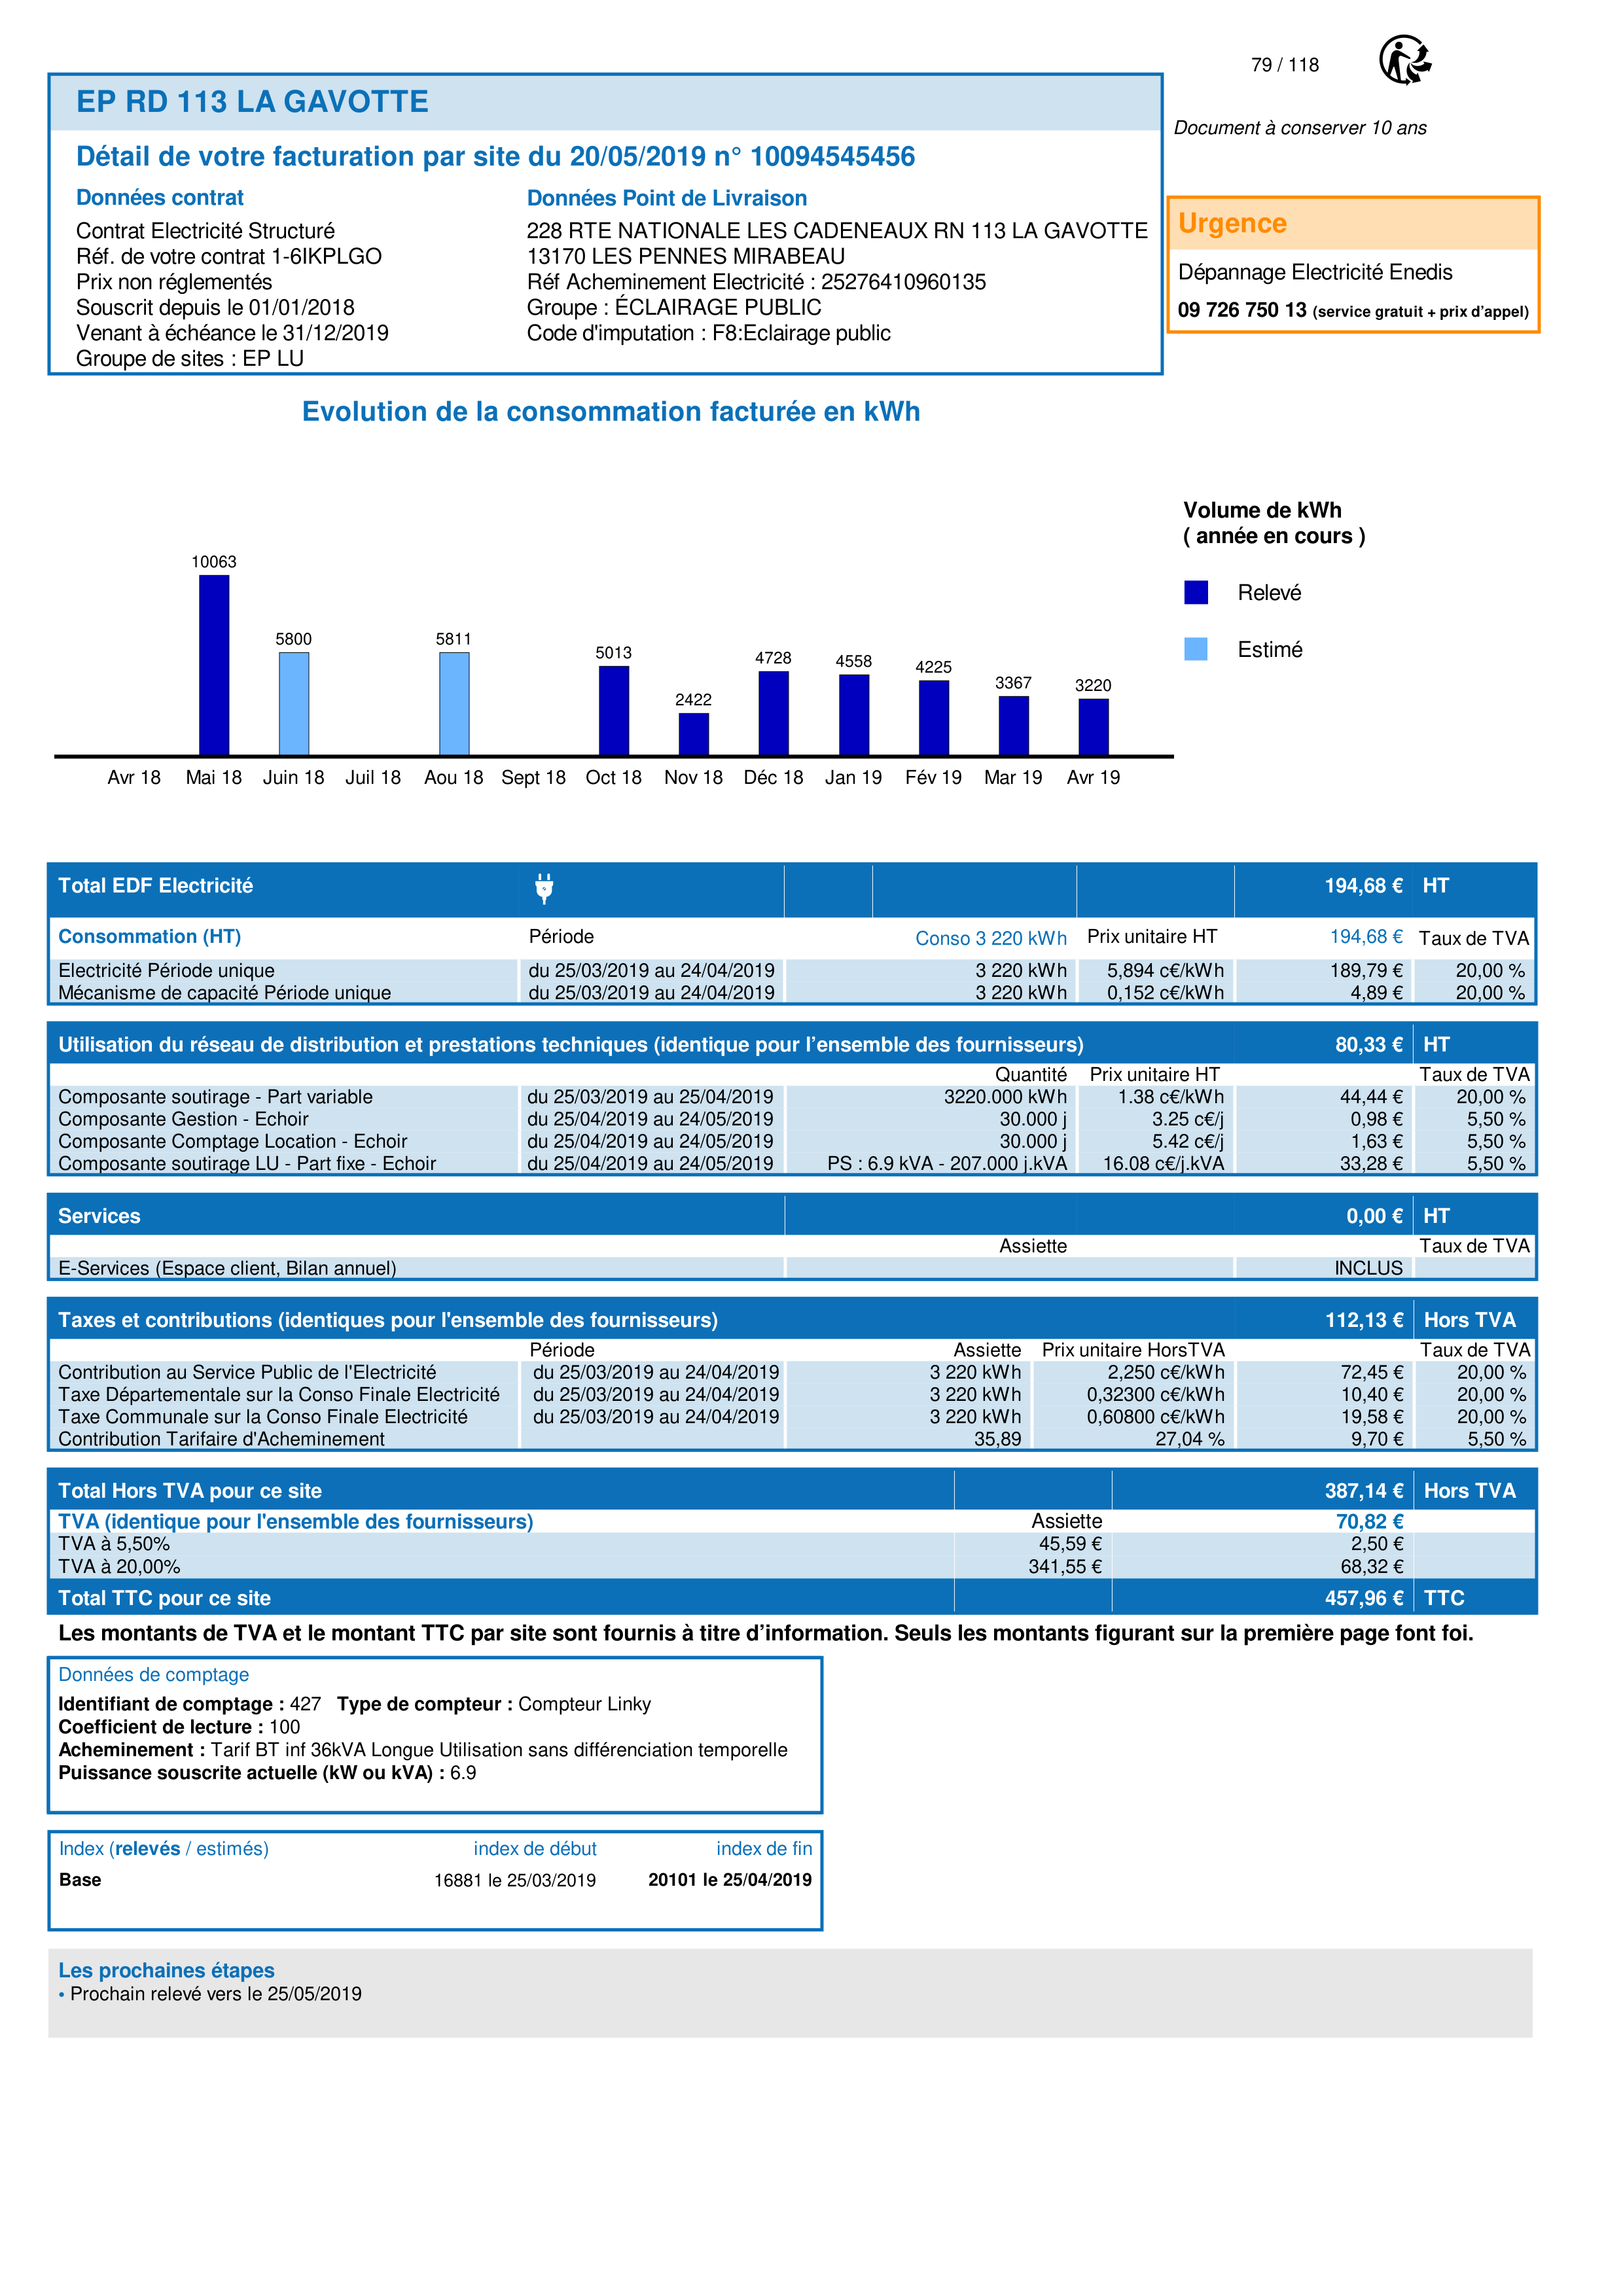 79 / 118
EP RD 113 LA GAVOTTE
Document à conserver 10 ans
Détail de votre facturation par site du 20/05/2019 n° 10094545456
Données contrat
Contrat Electricité Structuré
Réf. de votre contrat 1-6IKPLGO
Prix non réglementés
Souscrit depuis le 01/01/2018
Venant à échéance le 31/12/2019
Groupe de sites : EP LU
Données Point de Livraison
228 RTE NATIONALE LES CADENEAUX RN 113 LA GAVOTTE
13170 LES PENNES MIRABEAU
Réf Acheminement Electricité : 25276410960135
Groupe : ÉCLAIRAGE PUBLIC
Code d'imputation : F8:Eclairage public
Urgence
Dépannage Electricité Enedis
09 726 750 13 (service gratuit + prix d'appel)
Evolution de la consommation facturée en kWh
Volume de kWh
( année en cours )
Relevé
Estimé
10063
5800
5811
5013
2422
4728
4558
4225
3367
3220
Avr 18 Mai 18 Juin 18 Juil 18 Aou 18 Sept 18 Oct 18 Nov 18 Déc 18 Jan 19 Fév 19 Mar 19 Avr 19
Total EDF Electricité 194,68 € HT
Consommation (HT) Période Conso 3 220 kWh Prix unitaire HT 194,68 € Taux de TVA
Electricité Période unique du 25/03/2019 au 24/04/2019 3 220 kWh 5,894 c€/kWh 189,79 € 20,00 %
Mécanisme de capacité Période unique du 25/03/2019 au 24/04/2019 3 220 kWh 0,152 c€/kWh 4,89 € 20,00 %
Utilisation du réseau de distribution et prestations techniques (identique pour l’ensemble des fournisseurs) 80,33 € HT
Quantité Prix unitaire HT Taux de TVA
Composante soutirage - Part variable du 25/03/2019 au 25/04/2019 3220.000 kWh 1.38 c€/kWh 44,44 € 20,00 %
Composante Gestion - Echoir du 25/04/2019 au 24/05/2019 30.000 j 3.25 c€/j 0,98 € 5,50 %
Composante Comptage Location - Echoir du 25/04/2019 au 24/05/2019 30.000 j 5.42 c€/j 1,63 € 5,50 %
Composante soutirage LU - Part fixe - Echoir du 25/04/2019 au 24/05/2019 PS : 6.9 kVA - 207.000 j.kVA 16.08 c€/j.kVA 33,28 € 5,50 %
Services 0,00 € HT
Assiette Taux de TVA
E-Services (Espace client, Bilan annuel) INCLUS
Taxes et contributions (identiques pour l'ensemble des fournisseurs) 112,13 € Hors TVA
Période Assiette Prix unitaire HorsTVA Taux de TVA
Contribution au Service Public de l'Electricité du 25/03/2019 au 24/04/2019 3 220 kWh 2,250 c€/kWh 72,45 € 20,00 %
Taxe Départementale sur la Conso Finale Electricité du 25/03/2019 au 24/04/2019 3 220 kWh 0,32300 c€/kWh 10,40 € 20,00 %
Taxe Communale sur la Conso Finale Electricité du 25/03/2019 au 24/04/2019 3 220 kWh 0,60800 c€/kWh 19,58 € 20,00 %
Contribution Tarifaire d'Acheminement 35,89 27,04 % 9,70 € 5,50 %
Total Hors TVA pour ce site 387,14 € Hors TVA
TVA (identique pour l'ensemble des fournisseurs) Assiette 70,82 €
TVA à 5,50% 45,59 € 2,50 €
TVA à 20,00% 341,55 € 68,32 €
Total TTC pour ce site 457,96 € TTC
Les montants de TVA et le montant TTC par site sont fournis à titre d’information. Seuls les montants figurant sur la première page font foi.
Données de comptage
Identifiant de comptage : 427 Type de compteur : Compteur Linky
Coefficient de lecture : 100
Acheminement : Tarif BT inf 36kVA Longue Utilisation sans différenciation temporelle
Puissance souscrite actuelle (kW ou kVA) : 6.9
Index (relevés / estimés) index de début index de fin
Base 16881 le 25/03/2019 20101 le 25/04/2019
Les prochaines étapes
• Prochain relevé vers le 25/05/2019